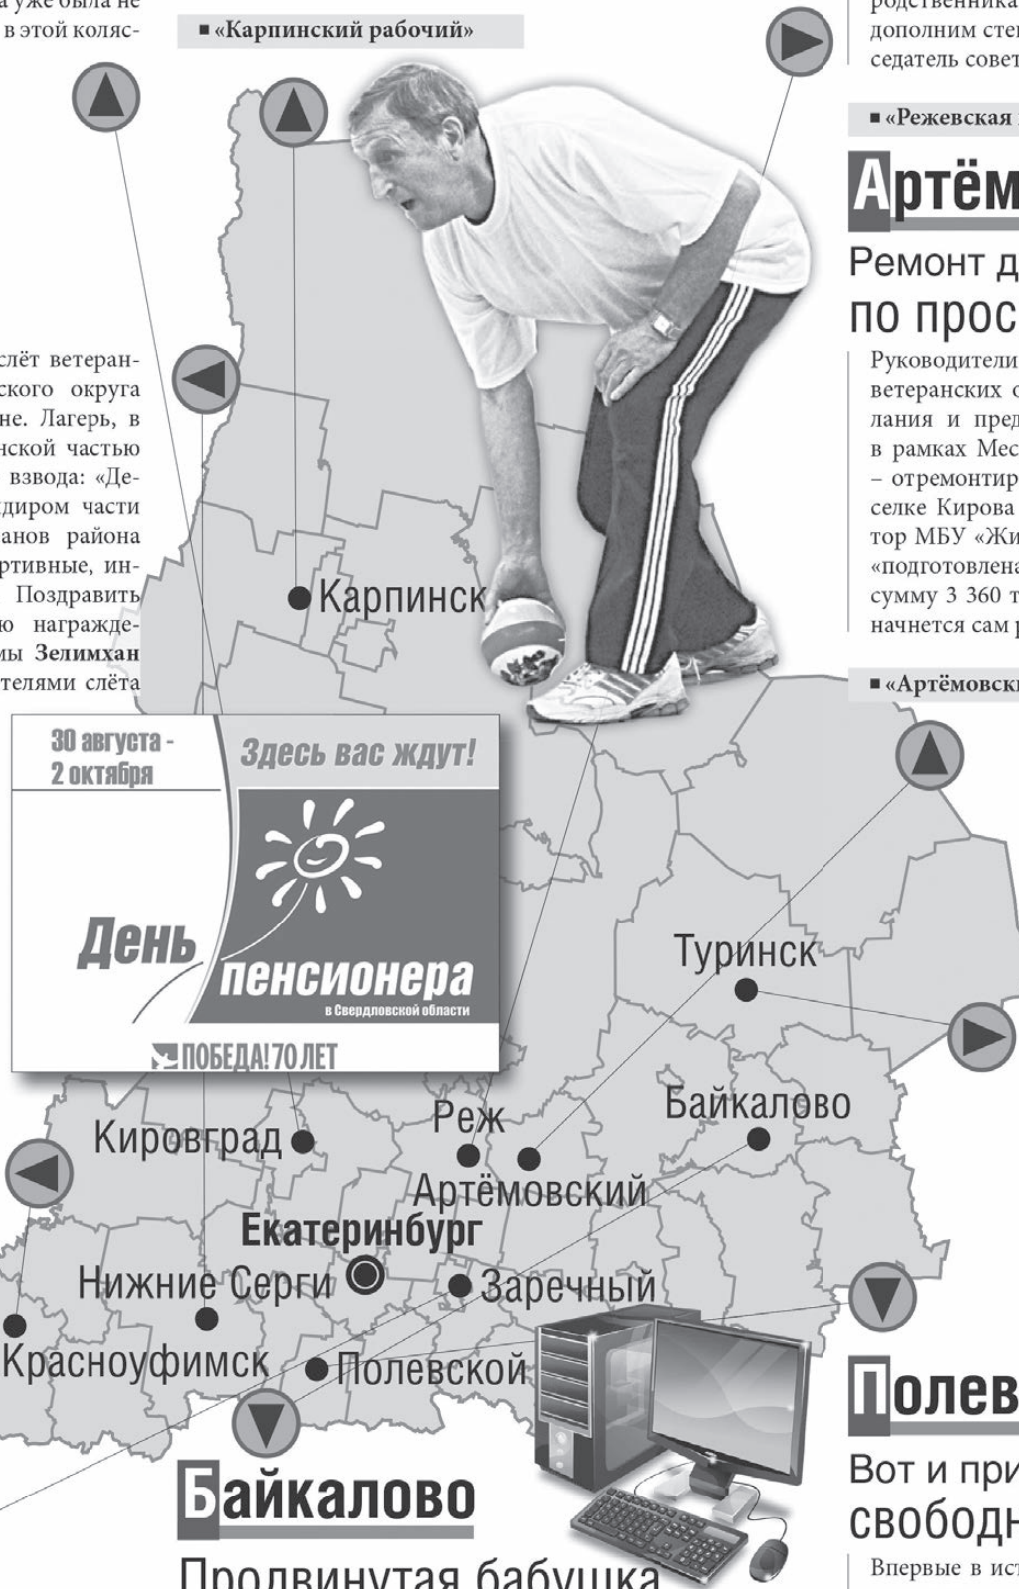 а уже была не
в этой коляс-
слёт ветеран-
ского округа
не. Лагерь, в
нской частью
взвода: «Де-
диром части
анов района
ртивные, ин-
Поздравить
ю награжде-
мы Зелимхан
телями слёта
«Карпинский рабочий»
Карпинск
30 августа -
2 октября
Здесь вас ждут!
День
пенсионера
в Свердловской области
ПОБЕДА! 70 ЛЕТ
Туринск
Байкалово
Реж
Кировград
Артёмовский
Екатеринбург
Нижние Серги
Заречный
Красноуфимск
Полевской
Байкалово
Продвинутая бабушка
родственника
дополним сте
седатель совет
«Режевская
Артём
Ремонт д
по прос
Руководители
ветеранских о
лания и пред
в рамках Мес
– отремонтир
селке Кирова
тор МБУ «Жи
«подготовлена
сумму 3 360 т
начнется сам р
«Артёмовски
Полев
Вот и при
свободн
Впервые в ист